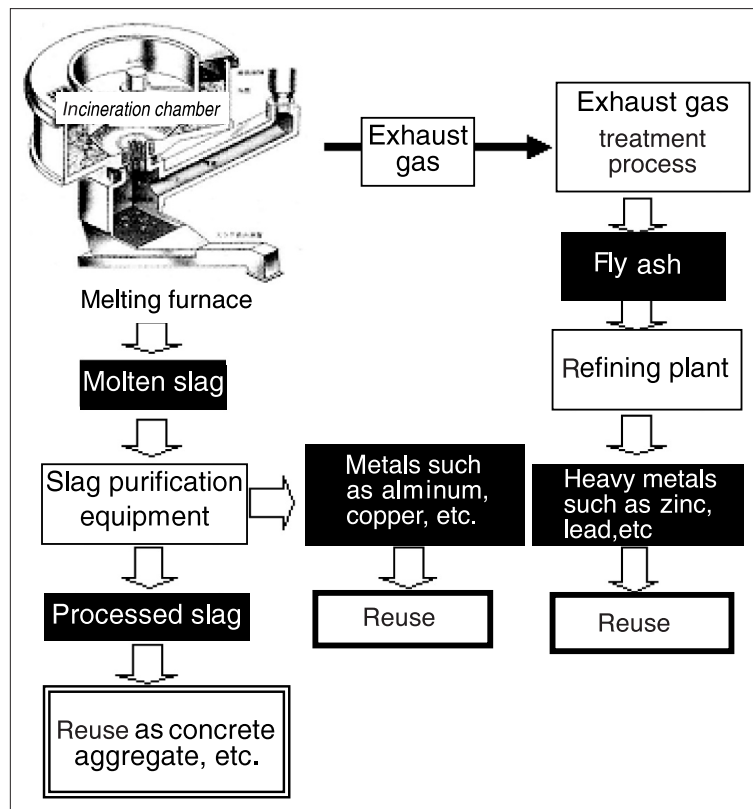 Incineration chamber
Melting furnace
Exhaust
gas
Exhaust gas
treatment
process
Fly ash
Refining plant
Heavy metals
such as zinc,
lead,etc
Reuse
Molten slag
Slag purification
equipment
Metals such
as alminum,
copper, etc.
Reuse
Processed slag
Reuse as concrete
aggregate, etc.